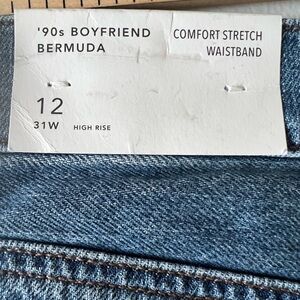 '90s BOYFRIEND
BERMUDA
COMFORT STRETCH
WAISTBAND
12
31W HIGH RISE